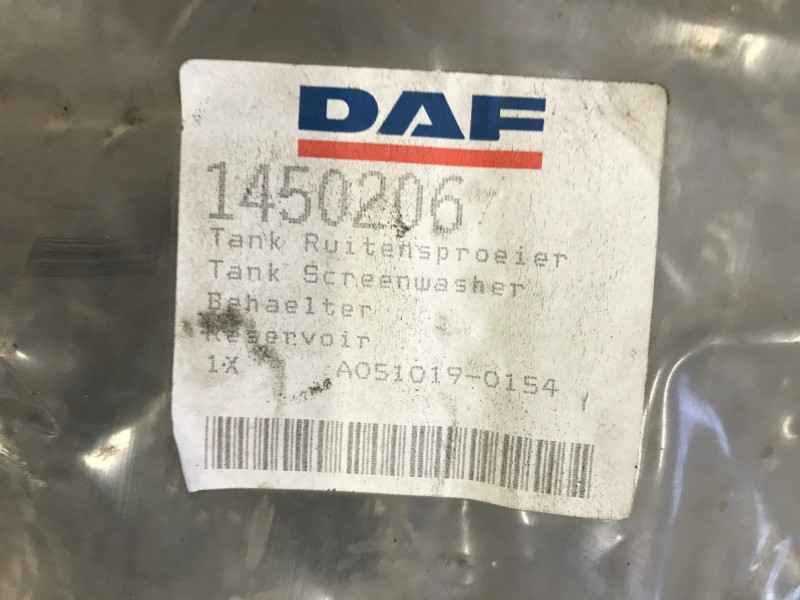 DAF
1450206
Tank Ruitensproeier
Tank Screenwasher
Behaelter
Reservoir
1X A051019-0154